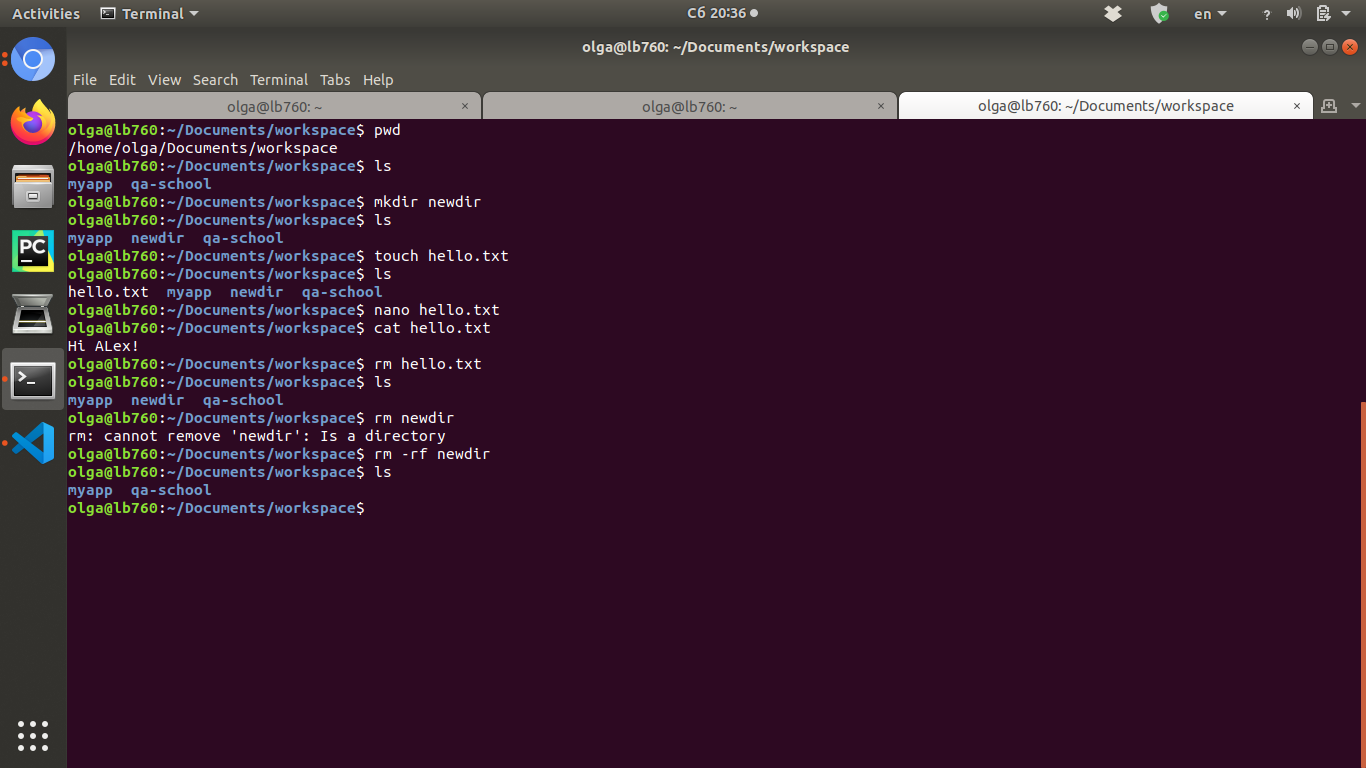 Activities Terminal Сб 20:36 en ?
olga@lb760: ~/Documents/workspace
File Edit View Search Terminal Tabs Help
olga@lb760: ~ × olga@lb760: ~ × olga@lb760: ~/Documents/workspace ×
olga@lb760:~/Documents/workspace$ pwd
/home/olga/Documents/workspace
olga@lb760:~/Documents/workspace$ ls
myapp qa-school
olga@lb760:~/Documents/workspace$ mkdir newdir
olga@lb760:~/Documents/workspace$ ls
myapp newdir qa-school
olga@lb760:~/Documents/workspace$ touch hello.txt
olga@lb760:~/Documents/workspace$ ls
hello.txt myapp newdir qa-school
olga@lb760:~/Documents/workspace$ nano hello.txt
olga@lb760:~/Documents/workspace$ cat hello.txt
Hi ALex!
olga@lb760:~/Documents/workspace$ rm hello.txt
olga@lb760:~/Documents/workspace$ ls
myapp newdir qa-school
olga@lb760:~/Documents/workspace$ rm newdir
rm: cannot remove 'newdir': Is a directory
olga@lb760:~/Documents/workspace$ rm -rf newdir
olga@lb760:~/Documents/workspace$ ls
myapp qa-school
olga@lb760:~/Documents/workspace$
PC